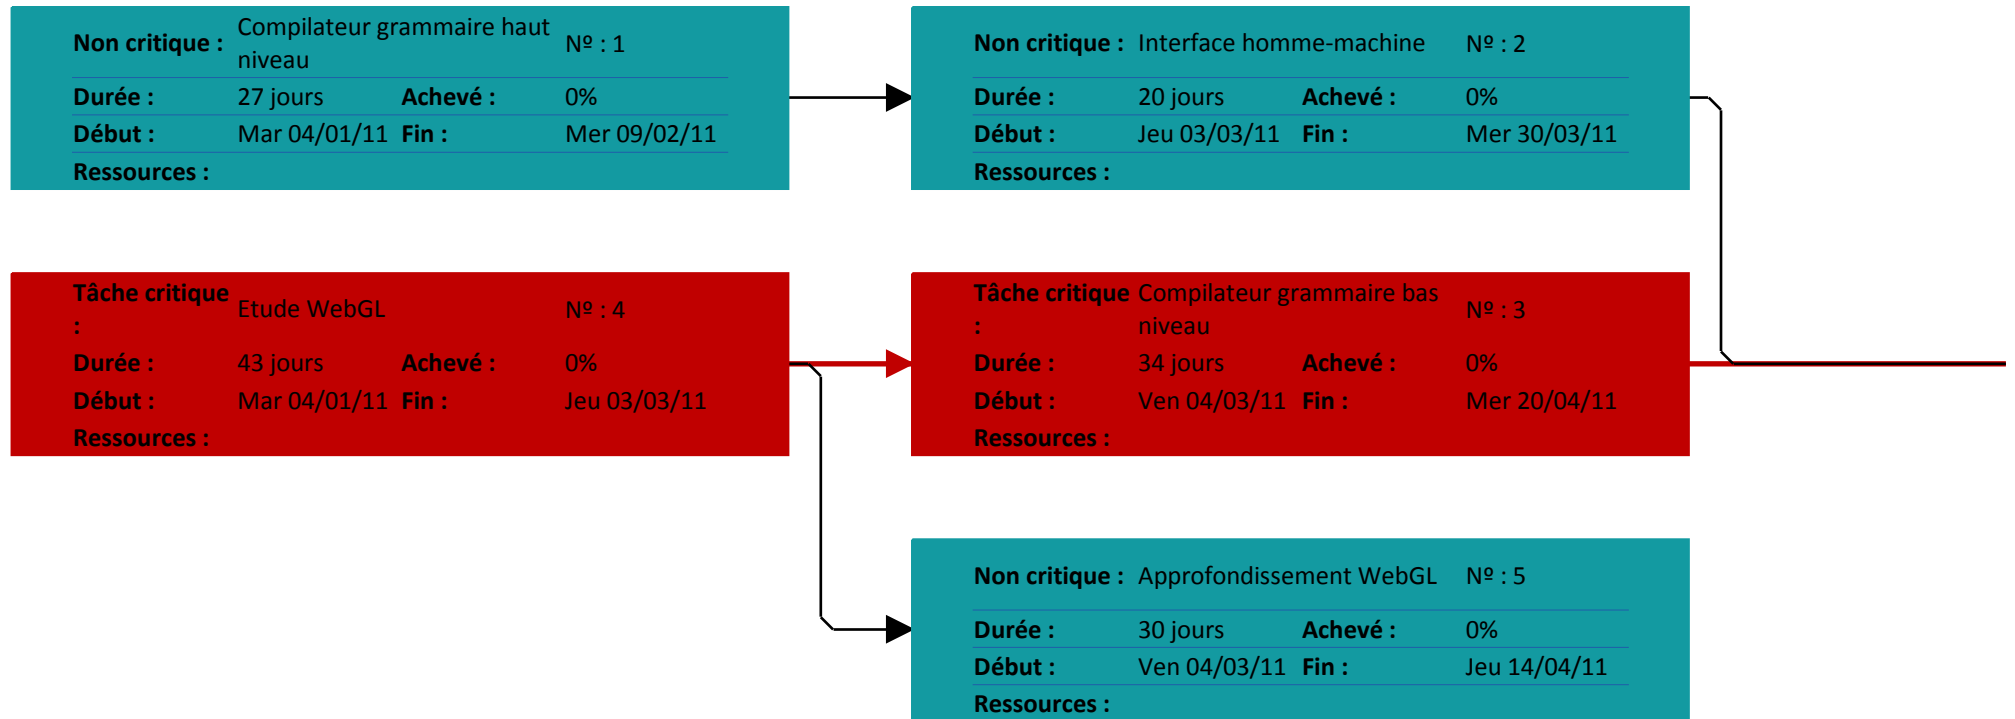 Non critique : Compilateur grammaire haut niveau Nº : 1
Durée : 27 jours Achevé : 0%
Début : Mar 04/01/11 Fin : Mer 09/02/11
Ressources :
Non critique : Interface homme-machine Nº : 2
Durée : 20 jours Achevé : 0%
Début : Jeu 03/03/11 Fin : Mer 30/03/11
Ressources :
Tâche critique : Etude WebGL Nº : 4
Durée : 43 jours Achevé : 0%
Début : Mar 04/01/11 Fin : Jeu 03/03/11
Ressources :
Tâche critique : Compilateur grammaire bas niveau Nº : 3
Durée : 34 jours Achevé : 0%
Début : Ven 04/03/11 Fin : Mer 20/04/11
Ressources :
Non critique : Approfondissement WebGL Nº : 5
Durée : 30 jours Achevé : 0%
Début : Ven 04/03/11 Fin : Jeu 14/04/11
Ressources :